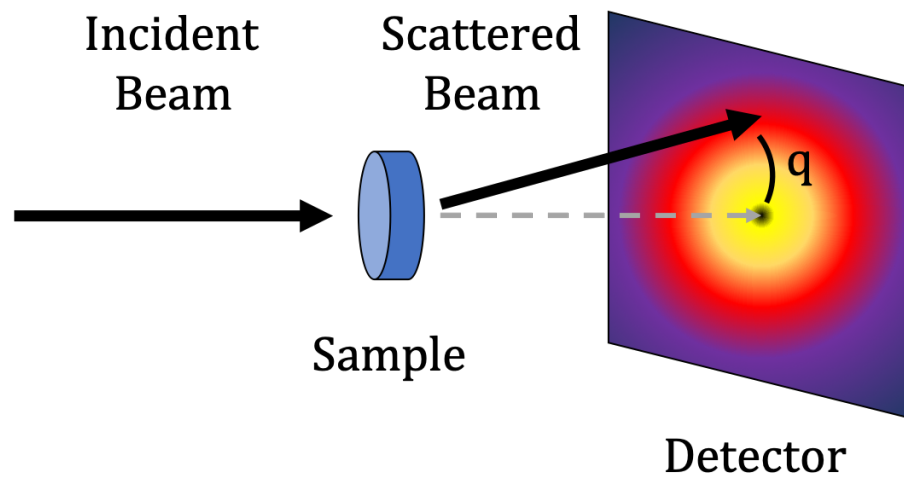 Incident
Beam
Scattered
Beam
q
Sample
Detector